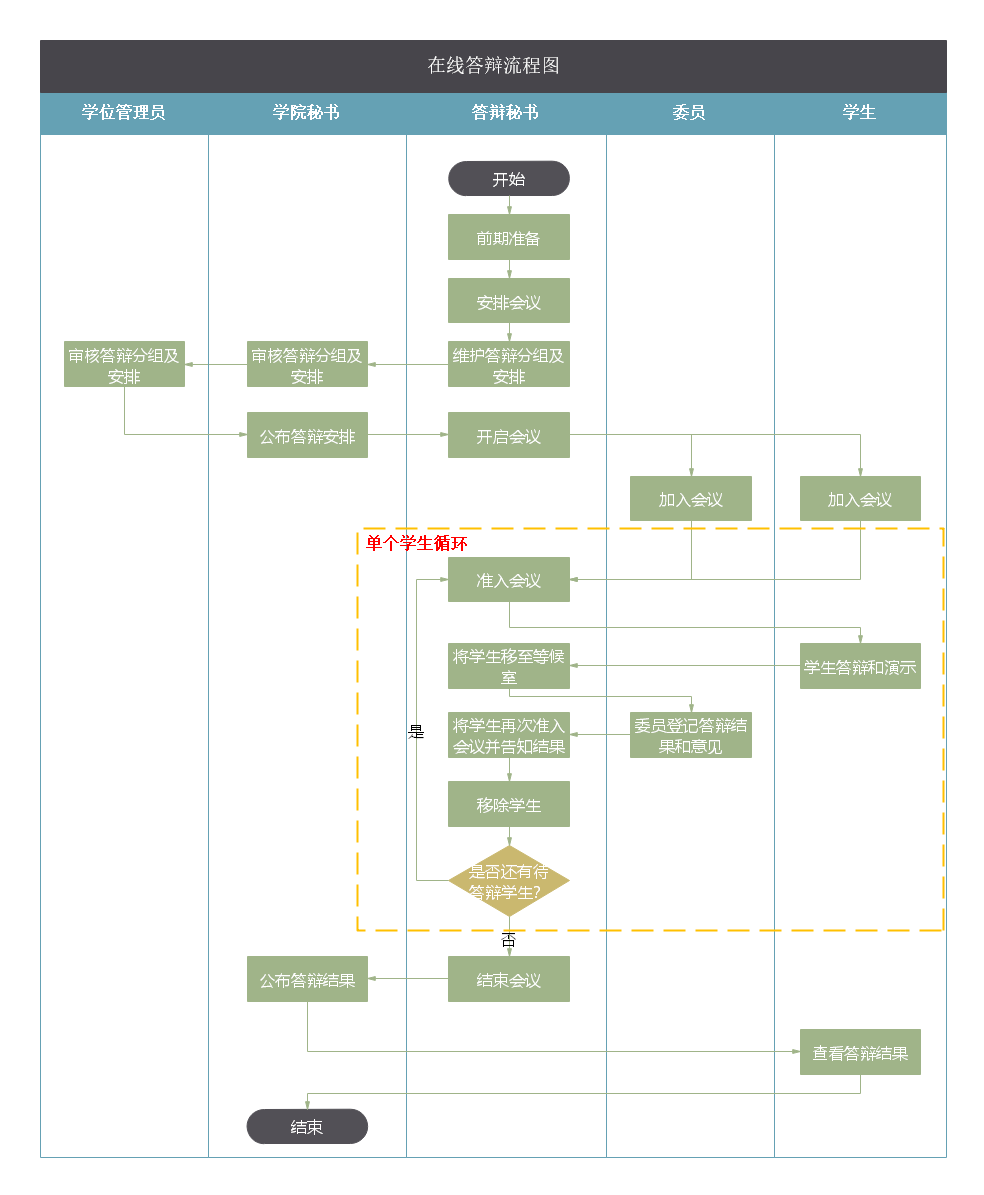 在线答辩流程图
学位管理员
学院秘书
答辩秘书
委员
学生
开始
前期准备
安排会议
审核答辩分组及
安排
审核答辩分组及
安排
维护答辩分组及
安排
公布答辩安排
开启会议
加入会议
加入会议
单个学生循环
准入会议
将学生移至等候
室
学生答辩和演示
是
将学生再次准入
会议并告知结果
委员登记答辩结
果和意见
移除学生
是否还有待
答辩学生?
否
公布答辩结果
结束会议
查看答辩结果
结束